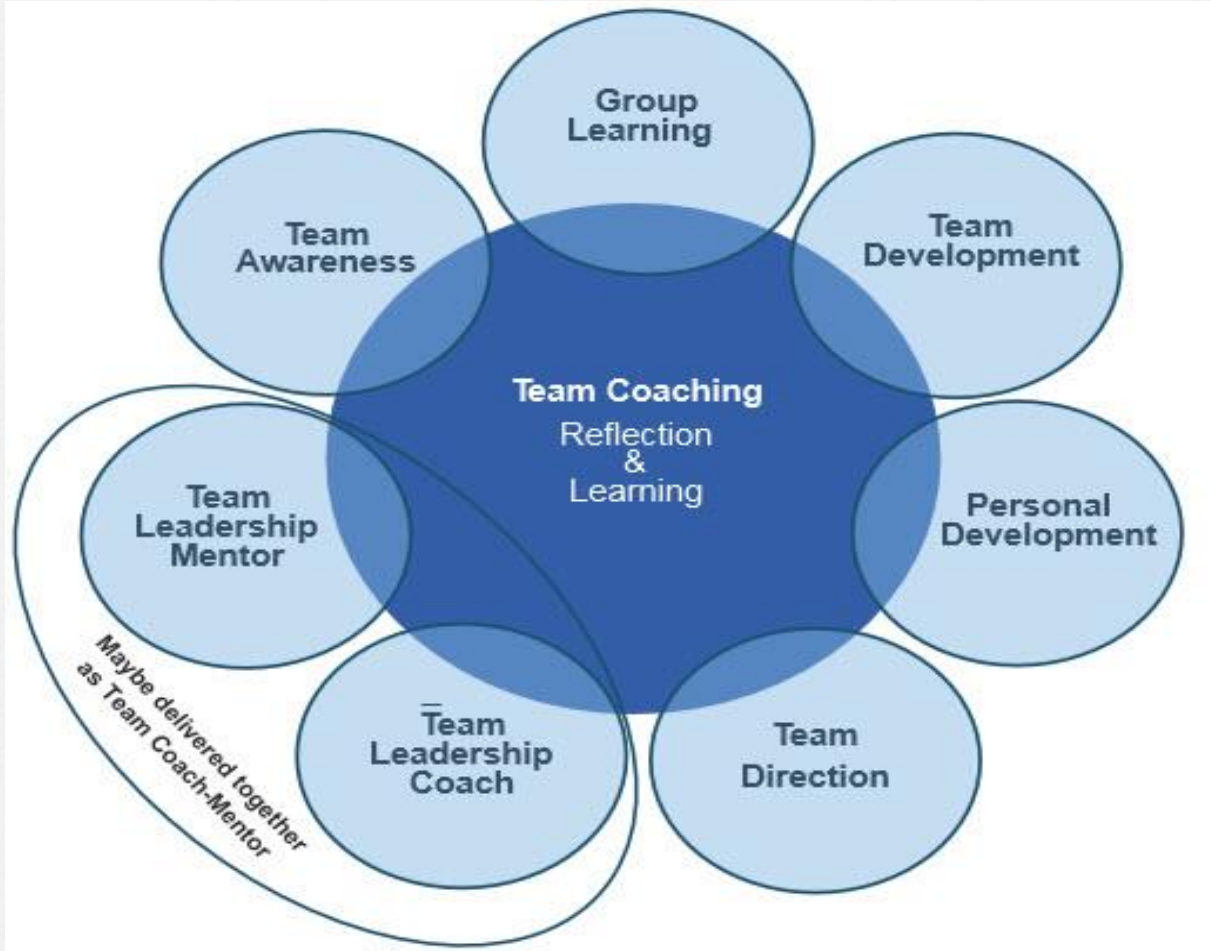 Group
Learning
Team
Awareness
Team
Development
Team Coaching
Reflection
&
Learning
Team
Leadership
Mentor
Personal
Development
Maybe delivered together
as Team Coach-Mentor
Team
Leadership
Coach
Team
Direction